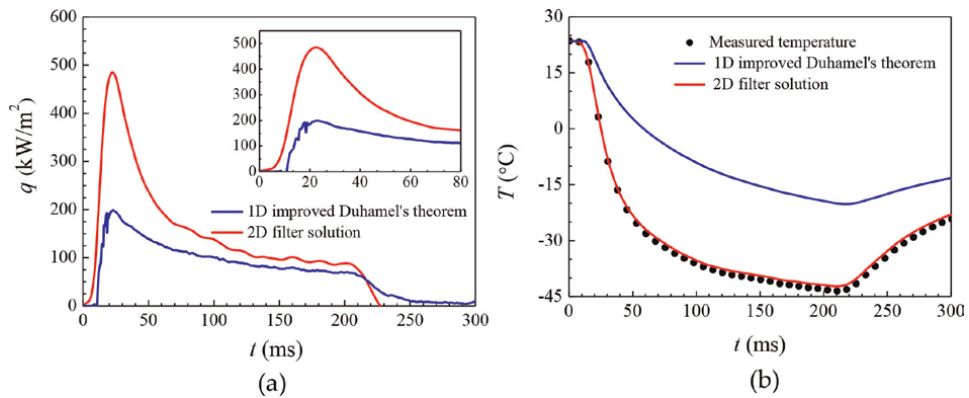 600
500
400
300
200
100
0
q (kW/m²)
0 50 100 150 200 250 300
t (ms)
500
400
300
200
100
0
0 20 40 60 80
1D improved Duhamel's theorem
2D filter solution
(a)
30
15
0
-15
-30
-45
T (°C)
0 50 100 150 200 250 300
t (ms)
Measured temperature
1D improved Duhamel's theorem
2D filter solution
(b)